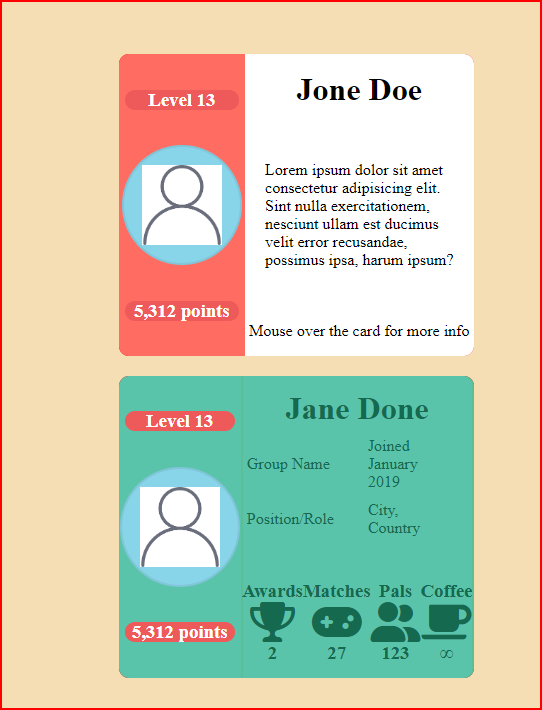 Level 13
5,312 points
Jone Doe
Lorem ipsum dolor sit amet
consectetur adipisicing elit.
Sint nulla exercitationem,
nesciunt ullam est ducimus
velit error recusandae,
possimus ipsa, harum ipsum?
Mouse over the card for more info
Level 13
5,312 points
Jane Done
Group Name
Joined
January
2019
Position/Role
City,
Country
Awards Matches Pals Coffee
2 27 123 ∞